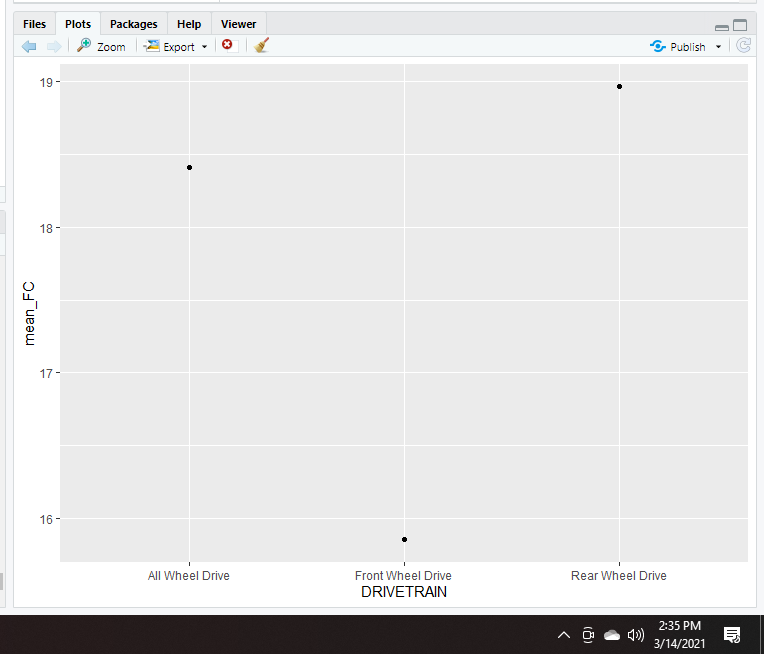 Files Plots Packages Help Viewer
Zoom Export Publish
19
18
17
16
mean_FC
All Wheel Drive Front Wheel Drive Rear Wheel Drive
DRIVETRAIN
2:35 PM
3/14/2021